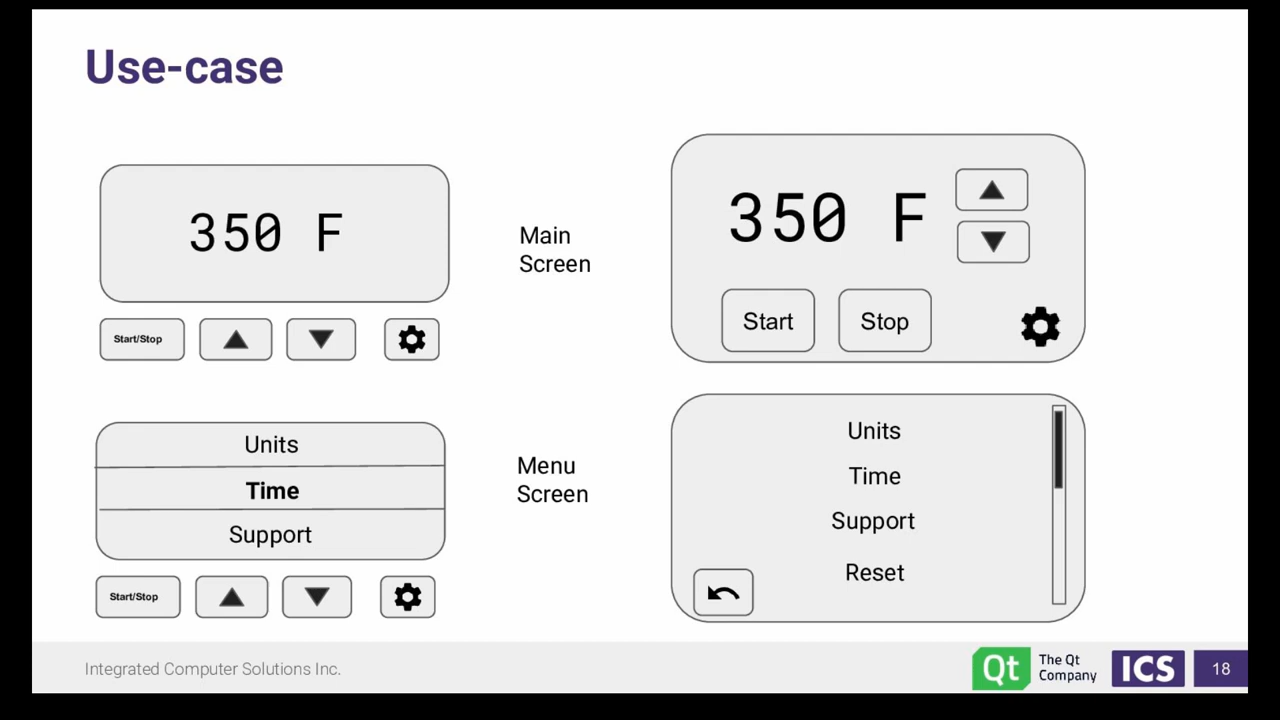 Use-case
350 F
Start/Stop
Main
Screen
350 F
Start
Stop
Units
Time
Support
Start/Stop
Menu
Screen
Units
Time
Support
Reset
Integrated Computer Solutions Inc.
Qt
The Qt
Company
ICS
18